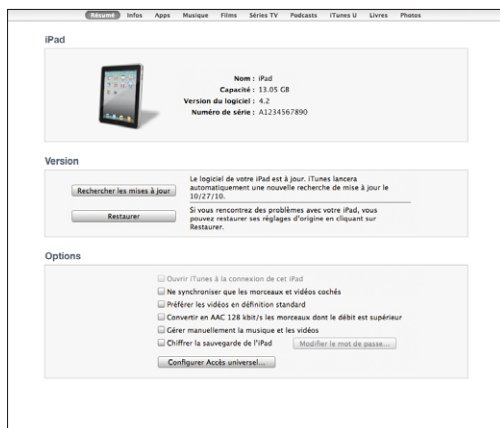 Résumé Infos Apps Musique Films Séries TV Podcasts iTunes U Livres Photos
iPad
Nom : iPad
Capacité : 13.05 GB
Version du logiciel : 4.2
Numéro de série : A1234567890
Version
Rechercher les mises à jour
Le logiciel de votre iPad est à jour. iTunes lancera
automatiquement une nouvelle recherche de mise à jour le
10/27/10.
Restaurer
Si vous rencontrez des problèmes avec votre iPad, vous
pouvez restaurer ses réglages d'origine en cliquant sur
Restaurer.
Options
Ouvrir iTunes à la connexion de cet iPad
Ne synchroniser que les morceaux et vidéos cochés
Préférer les vidéos en définition standard
Convertir en AAC 128 kbit/s les morceaux dont le débit est supérieur
Gérer manuellement la musique et les vidéos
Chiffrer la sauvegarde de l'iPad Modifier le mot de passe...
Configurer Accès universel...